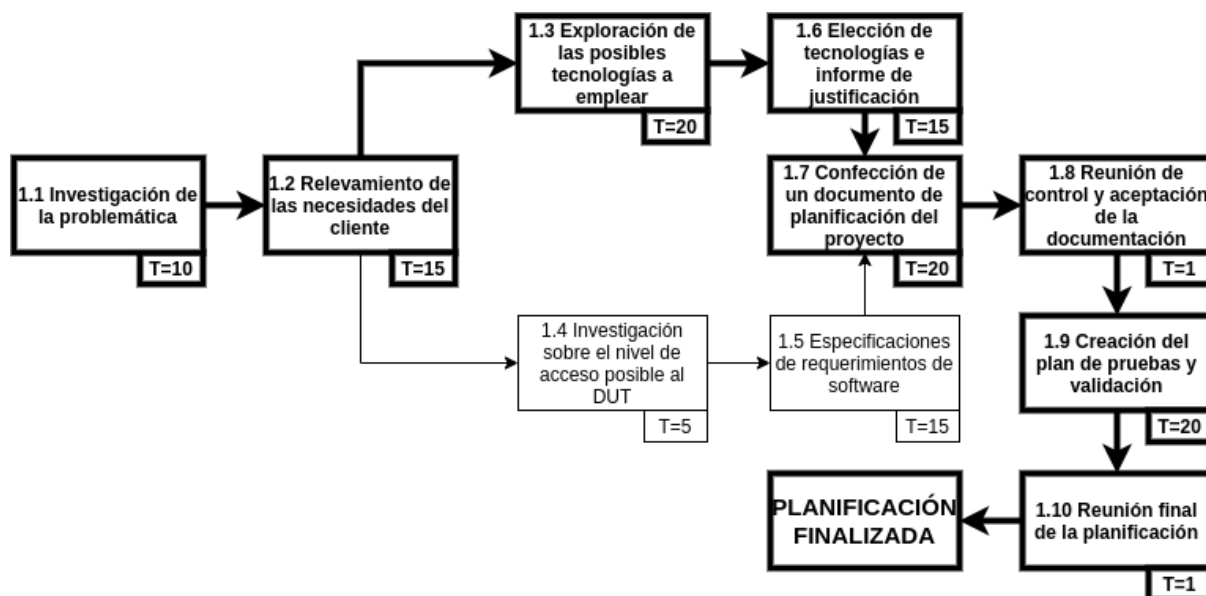 1.1 Investigación de
la problemática
T=10
1.2 Relevamiento de
las necesidades del
cliente
T=15
1.3 Exploración de
las posibles
tecnologías a
emplear
T=20
1.6 Elección de
tecnologías e
informe de
justificación
T=15
1.4 Investigación
sobre el nivel de
acceso posible al
DUT
T=5
1.5 Especificaciones
de requerimientos de
software
T=15
1.7 Confección de
un documento de
planificación del
proyecto
T=20
1.8 Reunión de
control y aceptación
de la
documentación
T=1
1.9 Creación del
plan de pruebas y
validación
T=20
1.10 Reunión final
de la planificación
T=1
PLANIFICACIÓN
FINALIZADA